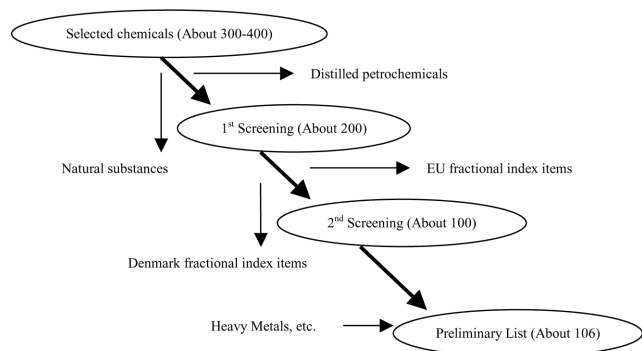 Selected chemicals (About 300-400)
Distilled petrochemicals
1st Screening (About 200)
Natural substances
EU fractional index items
2nd Screening (About 100)
Denmark fractional index items
Heavy Metals, etc.
Preliminary List (About 106)